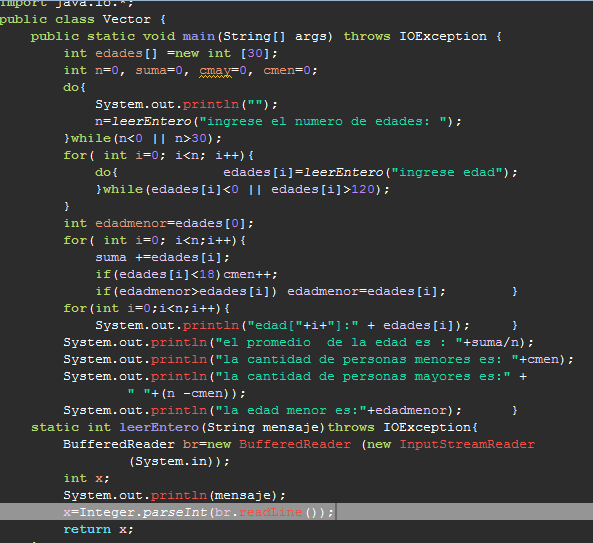 import java.io.*;
public class Vector {
    public static void main(String[] args) throws IOException {
        int edades[] =new int [30];
        int n=0, suma=0, cmay=0, cmen=0;
        do{
            System.out.println("");
            n=leerEntero("ingrese el numero de edades: ");
        }while(n<0 || n>30);
        for( int i=0; i<n; i++){
            do{             edades[i]=leerEntero("ingrese edad");
            }while(edades[i]<0 || edades[i]>120);
        }
        int edadmenor=edades[0];
        for( int i=0; i<n;i++){
            suma +=edades[i];
            if(edades[i]<18)cmen++;
            if(edadmenor>edades[i]) edadmenor=edades[i];        }
        for(int i=0;i<n;i++){
            System.out.println("edad["+i+"]:" + edades[i]);     }
        System.out.println("el promedio  de la edad es : "+suma/n);
        System.out.println("la cantidad de personas menores es: "+cmen);
        System.out.println("la cantidad de personas mayores es:" +
                " "+(n -cmen));
        System.out.println("la edad menor es:"+edadmenor);      }
    static int leerEntero(String mensaje)throws IOException{
        BufferedReader br=new BufferedReader (new InputStreamReader
                (System.in));
        int x;
        System.out.println(mensaje);
        x=Integer.parseInt(br.readLine());
        return x;